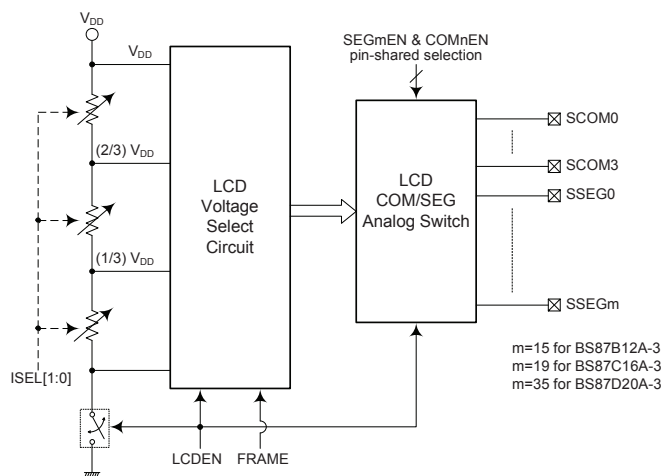 VDD
VDD
(2/3) VDD
(1/3) VDD
ISEL[1:0]
LCD
Voltage
Select
Circuit
LCDEN
FRAME
SEGmEN & COMnEN
pin-shared selection
LCD
COM/SEG
Analog Switch
SCOM0
SCOM3
SSEG0
SSEGm
m=15 for BS87B12A-3
m=19 for BS87C16A-3
m=35 for BS87D20A-3